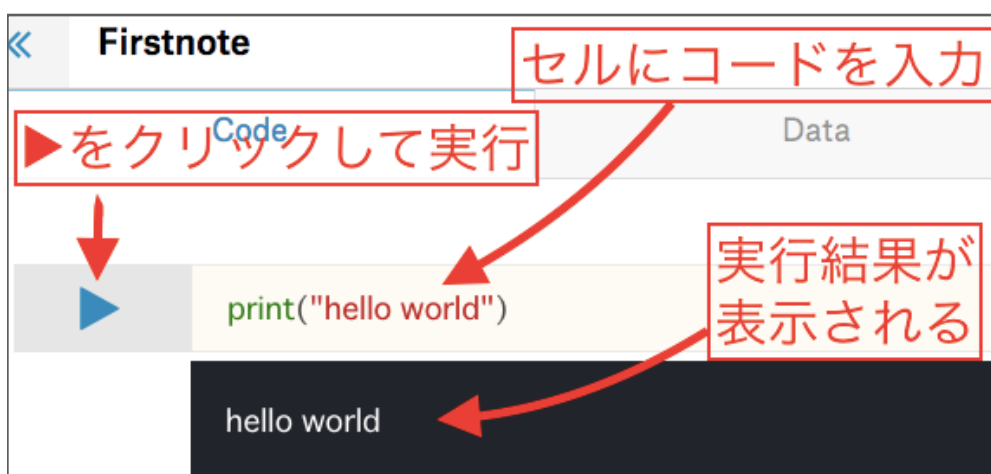 Firstnote
セルにコードを入力
Code
Data
▶をクリックして実行
print("hello world")
実行結果が
表示される
hello world